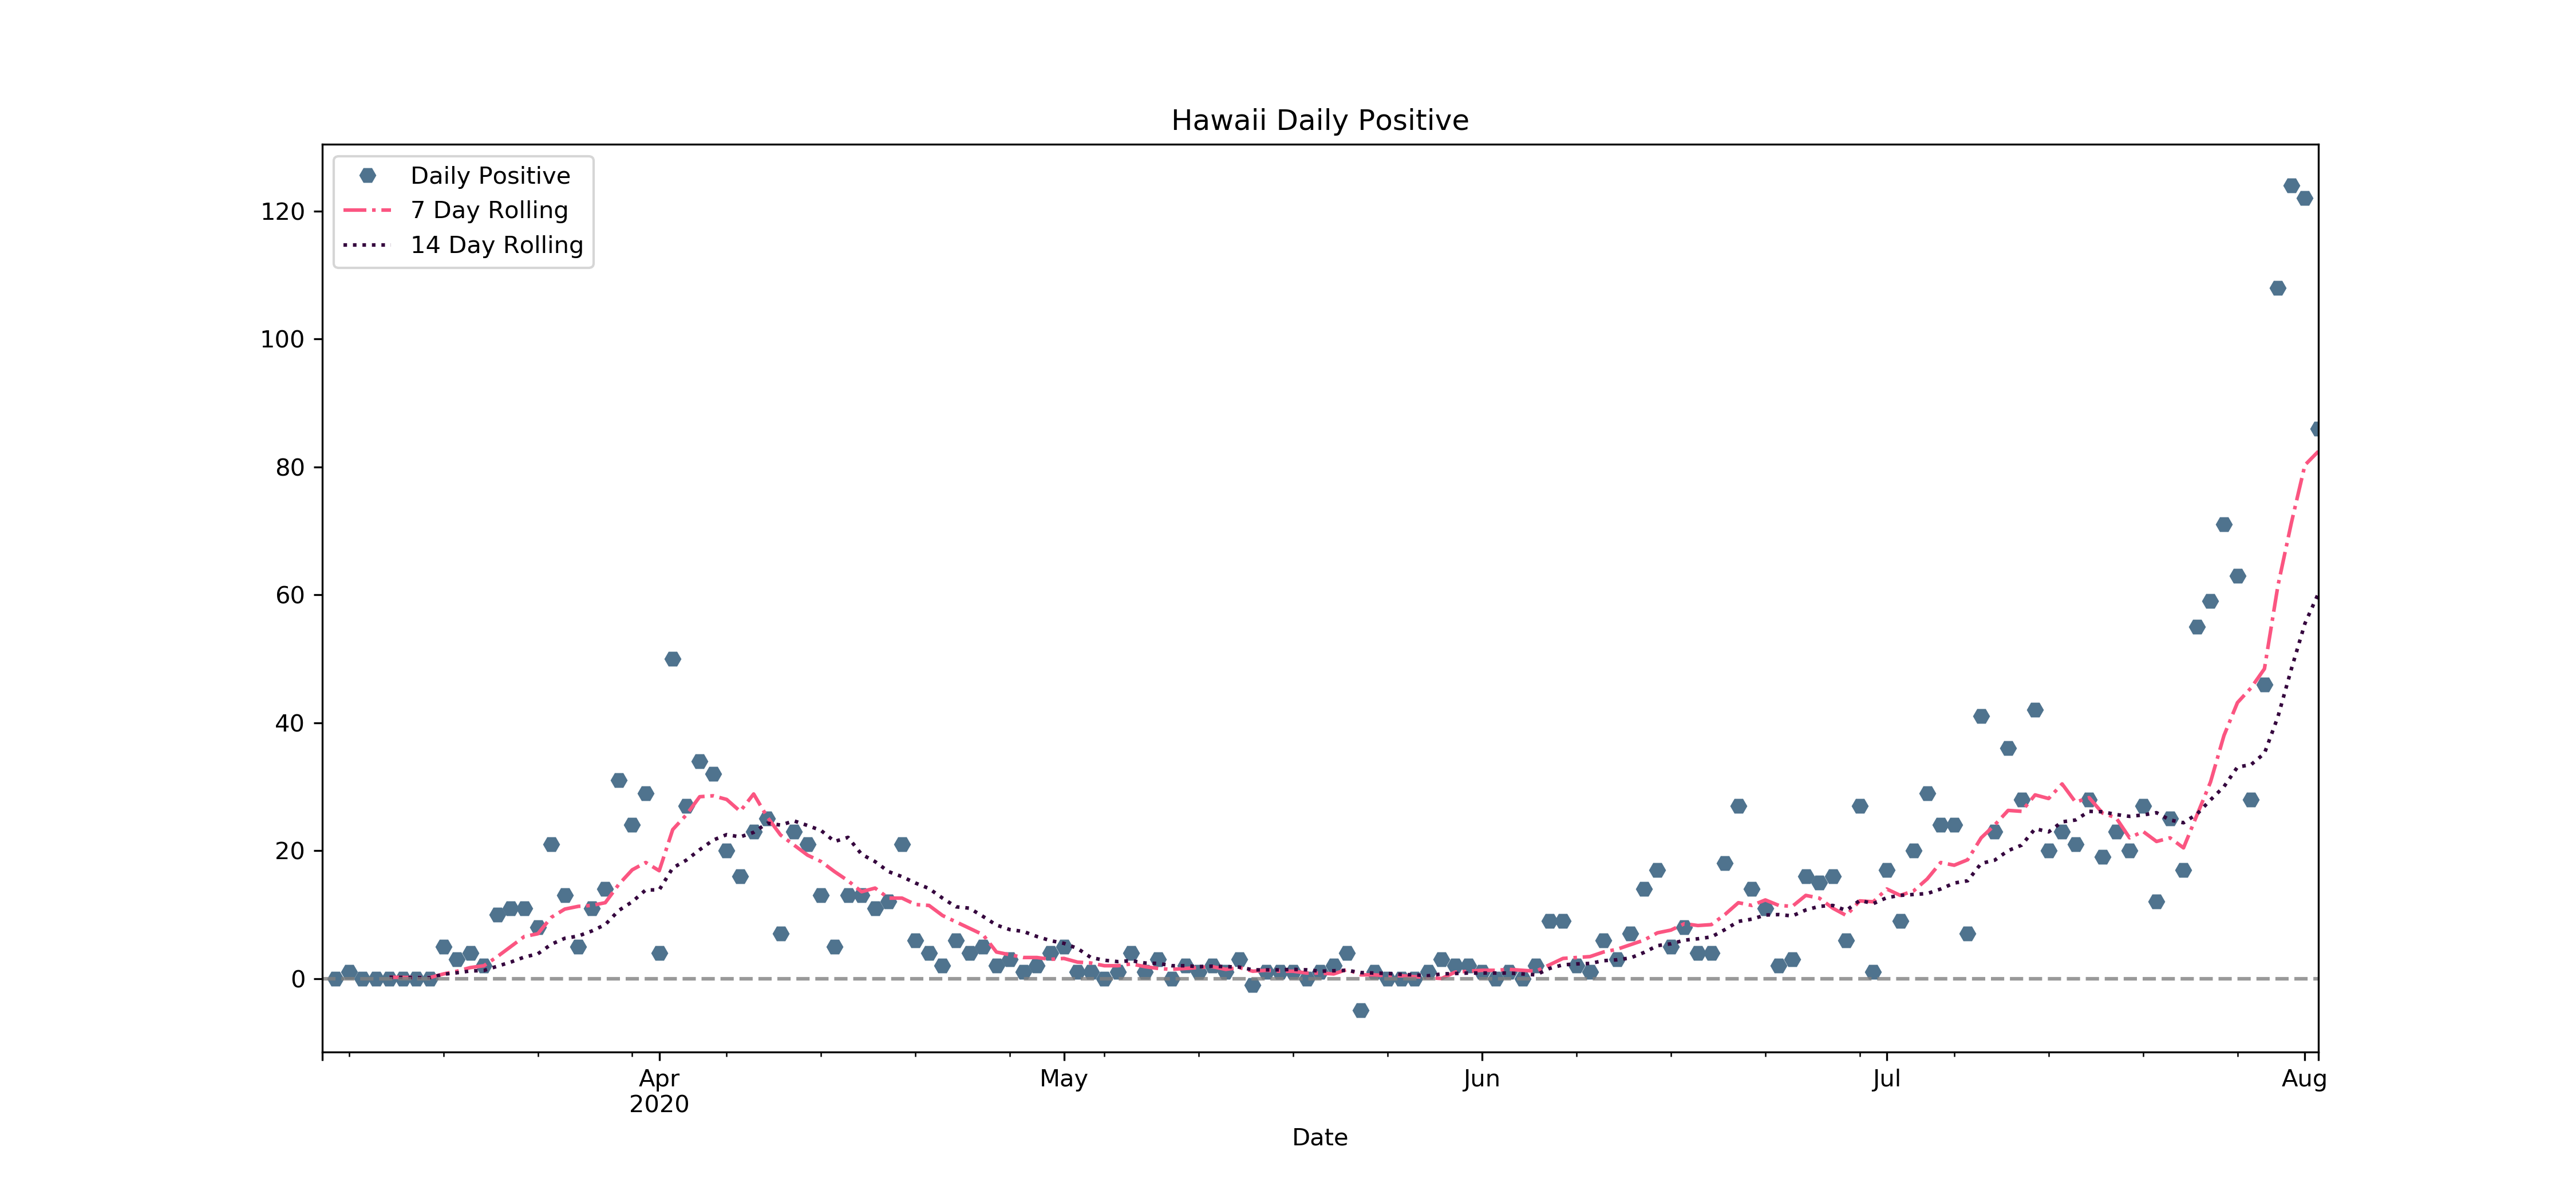 Hawaii Daily Positive
Daily Positive
7 Day Rolling
14 Day Rolling
120
100
80
60
40
20
0
Apr May Jun Jul Aug
2020
Date